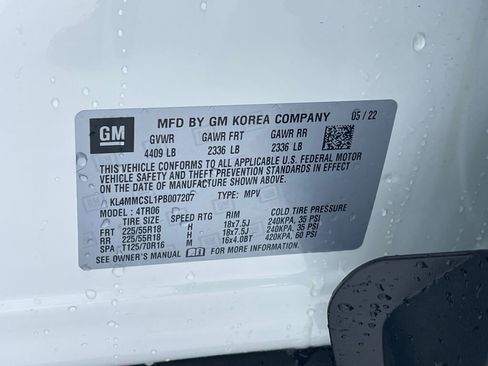 GM
MFD BY GM KOREA COMPANY 05 / 22
GVWR GAWR FRT GAWR RR
4409 LB 2336 LB 2336 LB
THIS VEHICLE CONFORMS TO ALL APPLICABLE U.S. FEDERAL MOTOR
VEHICLE SAFETY AND THEFT PREVENTION STANDARDS IN EFFECT
ON THE DATE OF MANUFACTURE SHOWN ABOVE.
KL4MMCSL1PB007207 TYPE: MPV
MODEL: 4TR06 SPEED RTG RIM COLD TIRE PRESSURE
FRT 225/55R18 H 18x7.5J 240KPA, 35 PSI
RR 225/55R18 H 18x7.5J 240KPA, 35 PSI
SPA T125/70R16 M 16x4.0BT 420KPA, 60 PSI
SEE OWNER'S MANUAL FOR MORE INFORMATION.